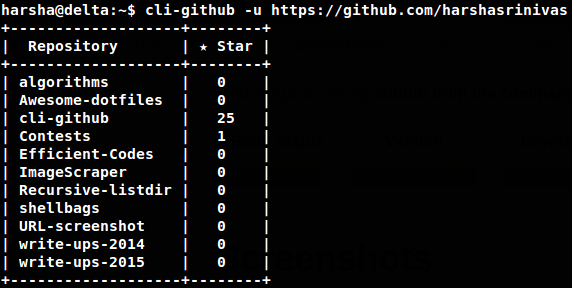 harsha@delta:~$ cli-github -u https://github.com/harshasrinivas
+-------------------+--------+
|  Repository       | ★ Star |
+-------------------+--------+
| algorithms        |   0    |
| Awesome-dotfiles  |   0    |
| cli-github        |   25   |
| Contests          |   1    |
| Efficient-Codes   |   0    |
| ImageScraper      |   0    |
| Recursive-listdir |   0    |
| shellbags         |   0    |
| URL-screenshot    |   0    |
| write-ups-2014    |   0    |
| write-ups-2015    |   0    |
+-------------------+--------+